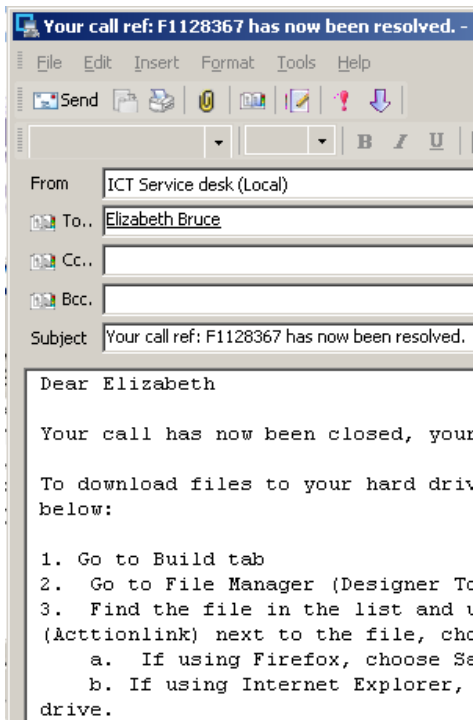 Your call ref: F1128367 has now been resolved. -
File Edit Insert Format Tools Help
Send
B I U
From ICT Service desk (Local)
To.. Elizabeth Bruce
Cc..
Bcc.
Subject Your call ref: F1128367 has now been resolved.
Dear Elizabeth
Your call has now been closed, your
To download files to your hard driv
below:
1. Go to Build tab
2. Go to File Manager (Designer To
3. Find the file in the list and u
(Acttionlink) next to the file, cho
a. If using Firefox, choose Sa
b. If using Internet Explorer,
drive.